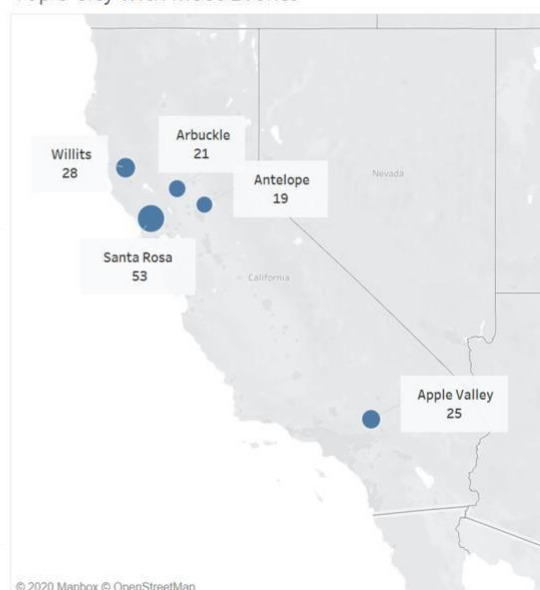 Arbuckle
21
Willits
28
Antelope
19
Nevada
Santa Rosa
53
California
Apple Valley
25
© 2020 Mapbox © OpenStreetMap